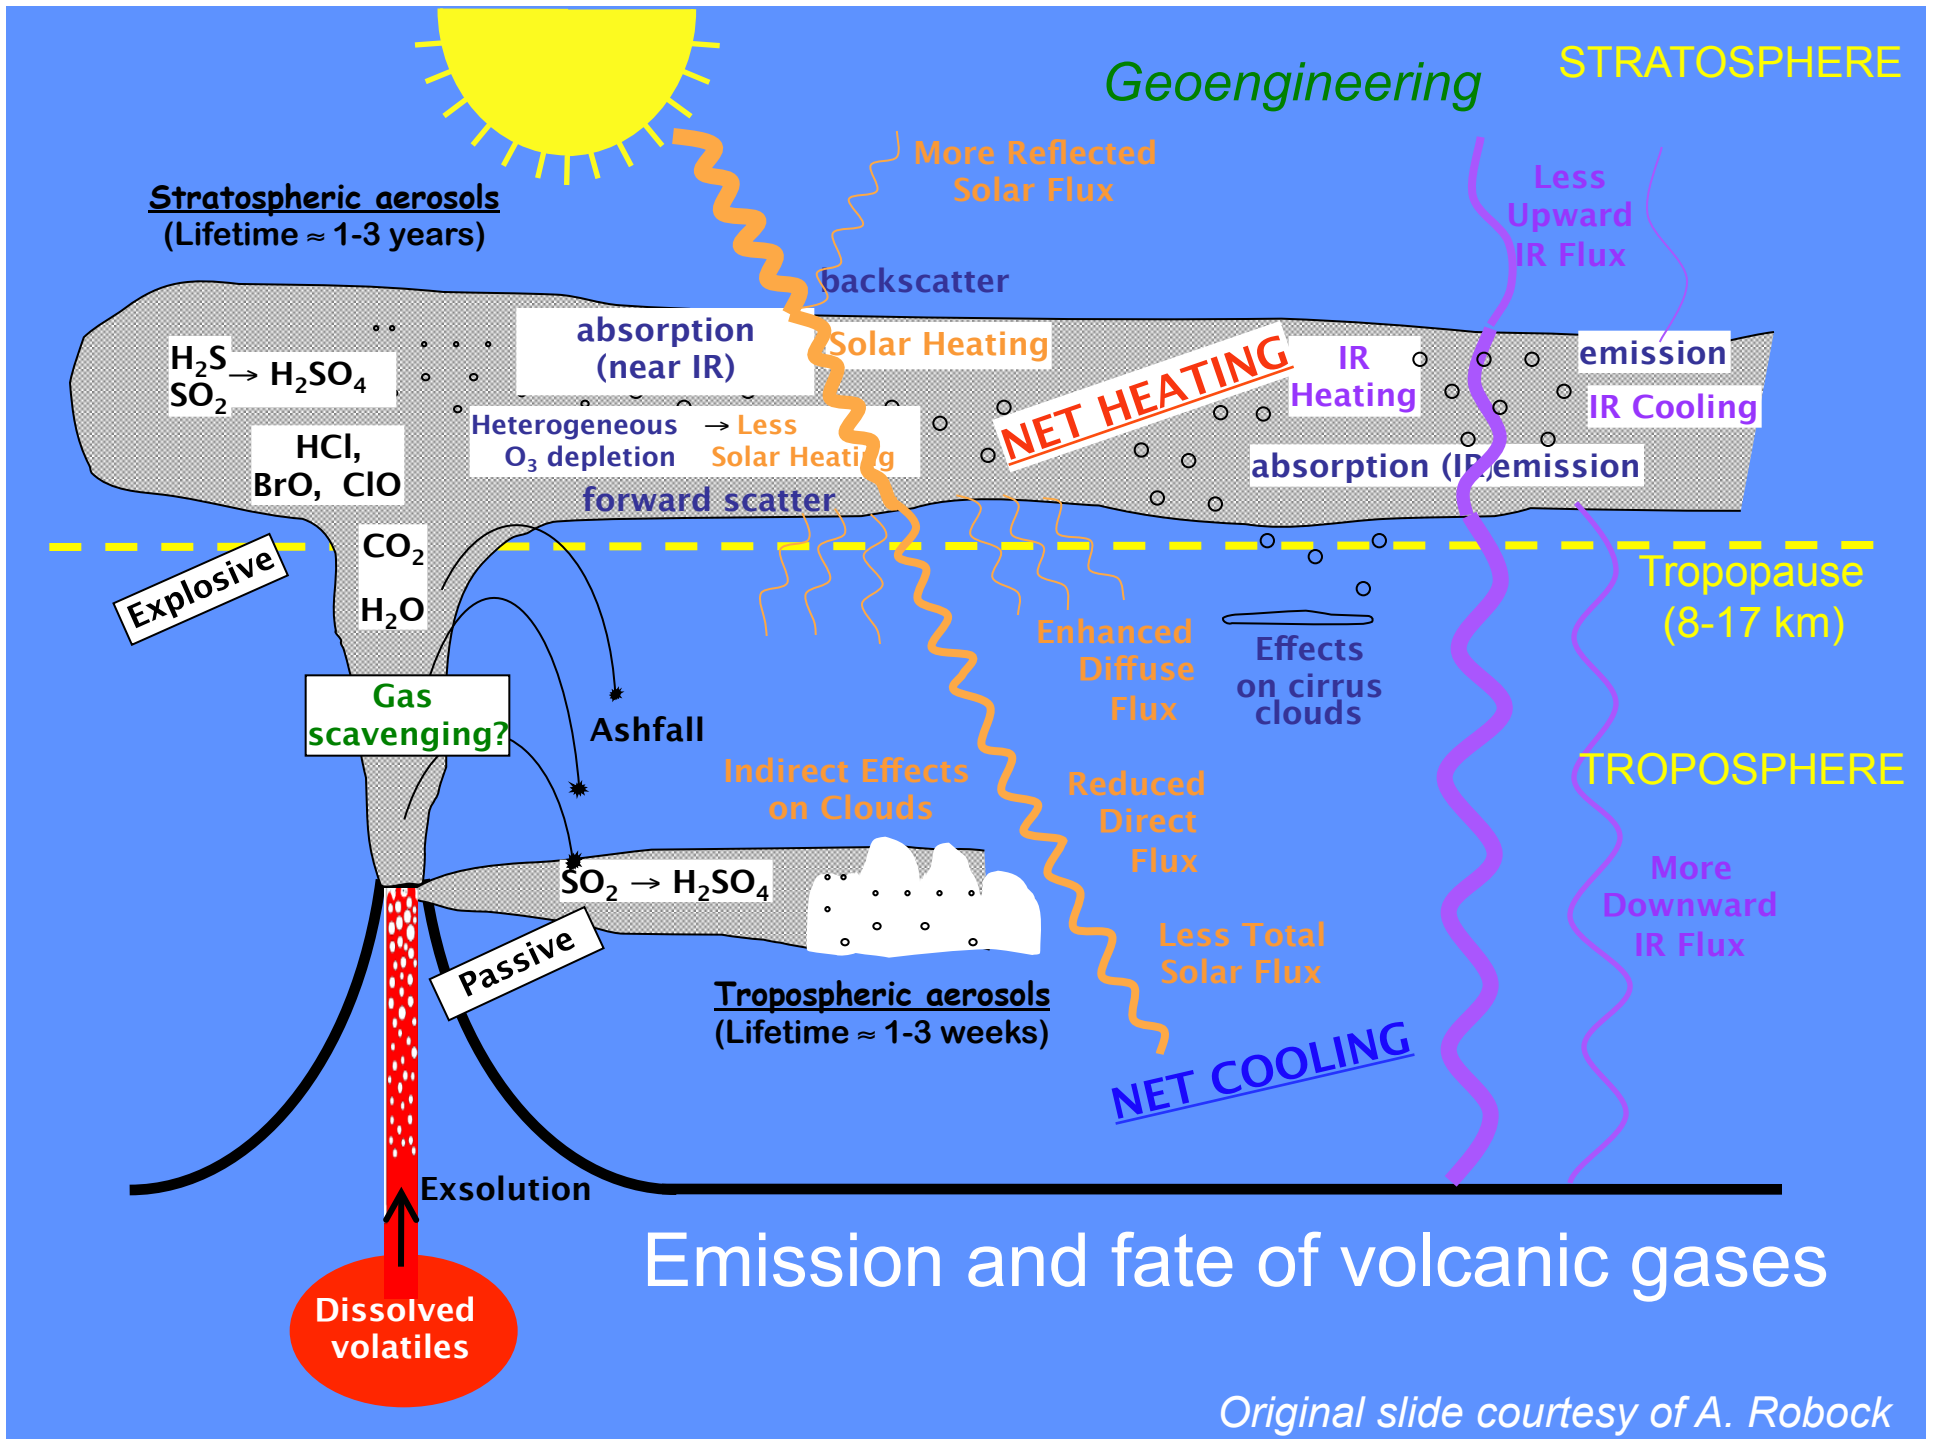 Geoengineering
STRATOSPHERE
More Reflected
Solar Flux
Less
Upward
IR Flux
Stratospheric aerosols
(Lifetime ≈ 1-3 years)
backscatter
absorption
(near IR)
Solar Heating
NET HEATING
IR
Heating
emission
IR Cooling
H₂S
SO₂ → H₂SO₄
HCl,
BrO, ClO
Heterogeneous → Less
O₃ depletion Solar Heating
absorption (IR)
emission
forward scatter
CO₂
H₂O
Explosive
Tropopause
(8-17 km)
Enhanced
Diffuse
Flux
Effects
on cirrus
clouds
Gas
scavenging?
Ashfall
Indirect Effects
on Clouds
Reduced
Direct
Flux
TROPOSPHERE
SO₂ → H₂SO₄
More
Downward
IR Flux
Passive
Less Total
Solar Flux
Tropospheric aerosols
(Lifetime ≈ 1-3 weeks)
NET COOLING
Exsolution
Emission and fate of volcanic gases
Dissolved
volatiles
Original slide courtesy of A. Robock